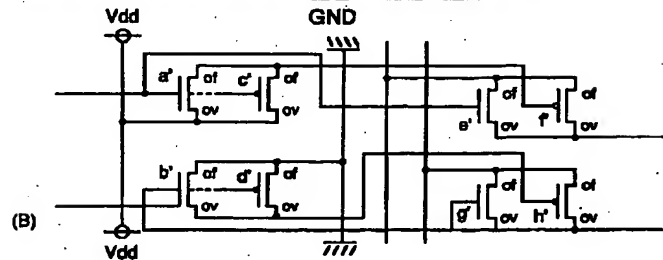 Vdd GND
a' of c' of
ov ov
of of
e' f'
ov ov
b' of d' of
ov ov
of of
(B)
g' ov h' ov
Vdd